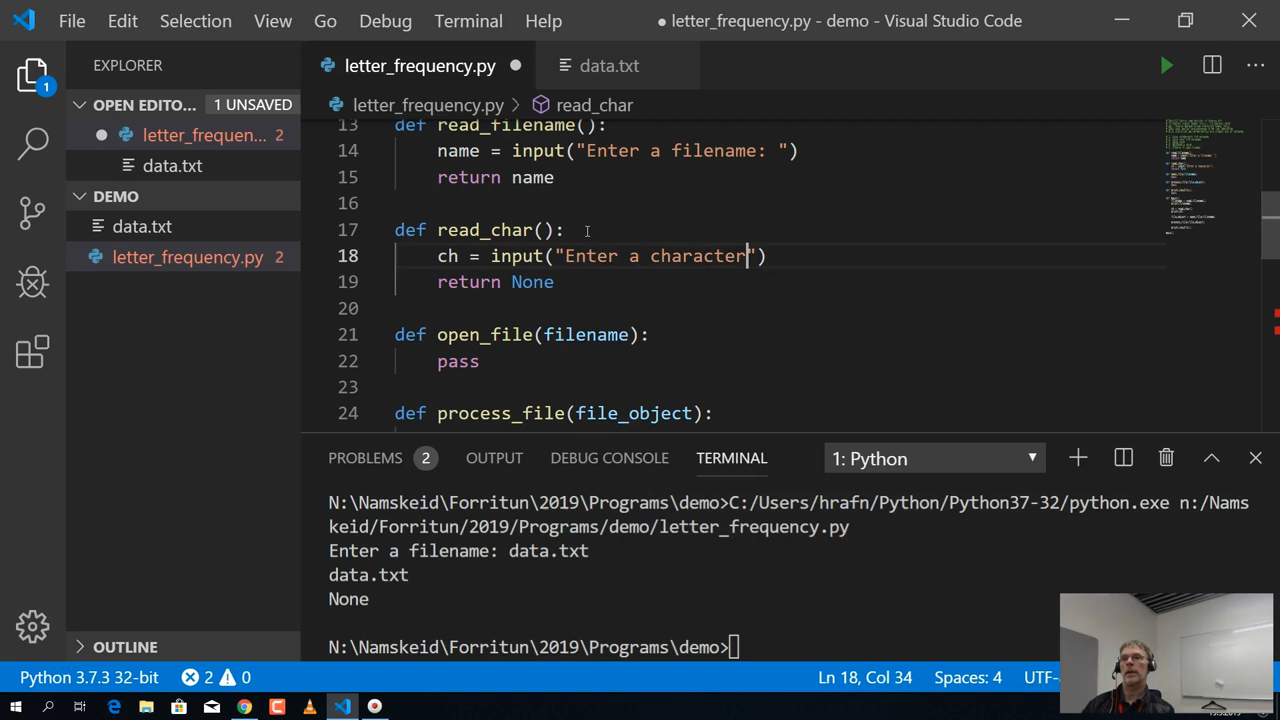 File Edit Selection View Go Debug Terminal Help ● letter_frequency.py - demo - Visual Studio Code
EXPLORER
letter_frequency.py ●
data.txt
OPEN EDITO... 1 UNSAVED
letter_frequency.py > read_char
● letter_frequen... 2
data.txt
DEMO
data.txt
letter_frequency.py 2
OUTLINE
13 def read_filename():
14 name = input("Enter a filename: ")
15 return name
16
17 def read_char():
18 ch = input("Enter a character")
19 return None
20
21 def open_file(filename):
22 pass
23
24 def process_file(file_object):
PROBLEMS 2 OUTPUT DEBUG CONSOLE TERMINAL 1: Python
N:\Namskeid\Forritun\2019\Programs\demo>C:/Users/hrafn/Python/Python37-32/python.exe n:/Nams
keid/Forritun/2019/Programs/demo/letter_frequency.py
Enter a filename: data.txt
data.txt
None
N:\Namskeid\Forritun\2019\Programs\demo>
Python 3.7.3 32-bit 2 0 Ln 18, Col 34 Spaces: 4 UTF-